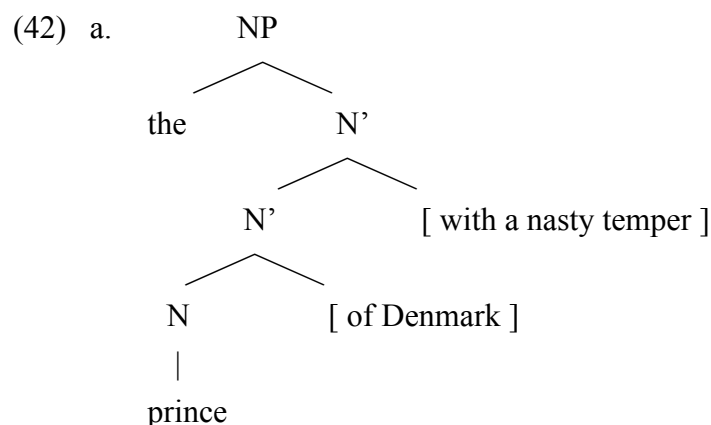 (42) a. NP
the N’
N’ [ with a nasty temper ]
N [ of Denmark ]
prince